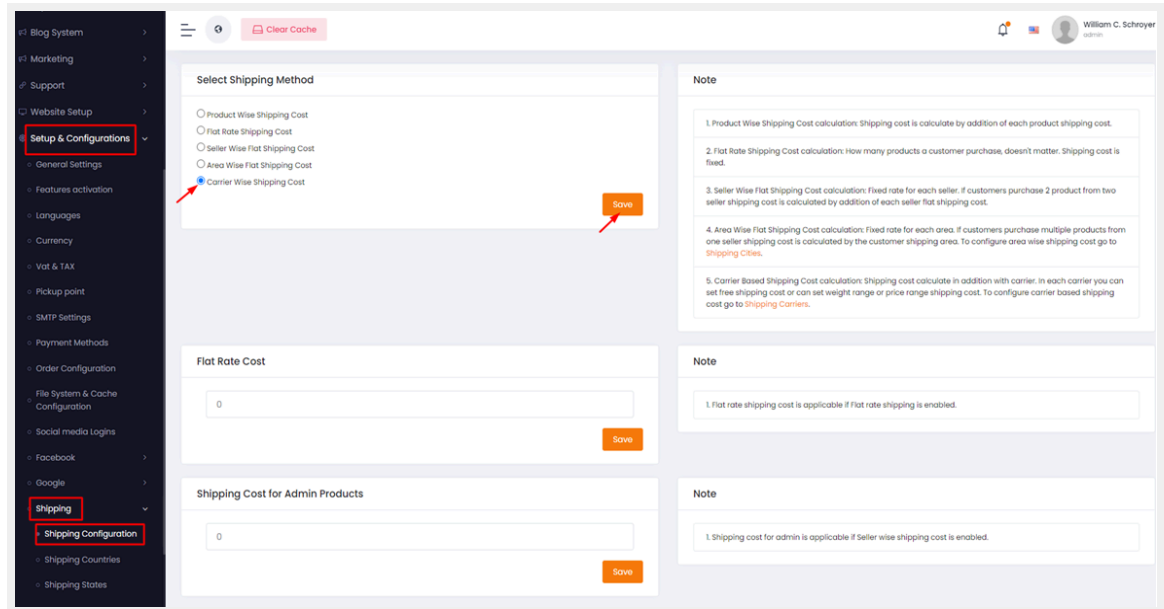 Blog System
Marketing
Support
Website Setup
Setup & Configurations
General Settings
Features activation
Languages
Currency
Vat & TAX
Pickup point
SMTP Settings
Payment Methods
Order Configuration
File System & Cache
Configuration
Social media Logins
Facebook
Google
Shipping
Shipping Configuration
Shipping Countries
Shipping States
Clear Cache
William C. Schroyer
admin
Select Shipping Method
Product Wise Shipping Cost
Flat Rate Shipping Cost
Seller Wise Flat Shipping Cost
Area Wise Flat Shipping Cost
Carrier Wise Shipping Cost
Save
Note
1. Product Wise Shipping Cost calculation: Shipping cost is calculate by addition of each product shipping cost.
2. Flat Rate Shipping Cost calculation: How many products a customer purchase, doesn't matter. Shipping cost is
fixed.
3. Seller Wise Flat Shipping Cost calculation: Fixed rate for each seller. If customers purchase 2 product from two
seller shipping cost is calculated by addition of each seller flat shipping cost.
4. Area Wise Flat Shipping Cost calculation: Fixed rate for each area. If customers purchase multiple products from
one seller shipping cost is calculated by the customer shipping area. To configure area wise shipping cost go to
Shipping Cities.
5. Carrier Based Shipping Cost calculation: Shipping cost calculate in addition with carrier. In each carrier you can
set free shipping cost or can set weight range or price range shipping cost. To configure carrier based shipping
cost go to Shipping Carriers.
Flat Rate Cost
0
Save
Note
1. Flat rate shipping cost is applicable if Flat rate shipping is enabled.
Shipping Cost for Admin Products
0
Save
Note
1. Shipping cost for admin is applicable if Seller wise shipping cost is enabled.